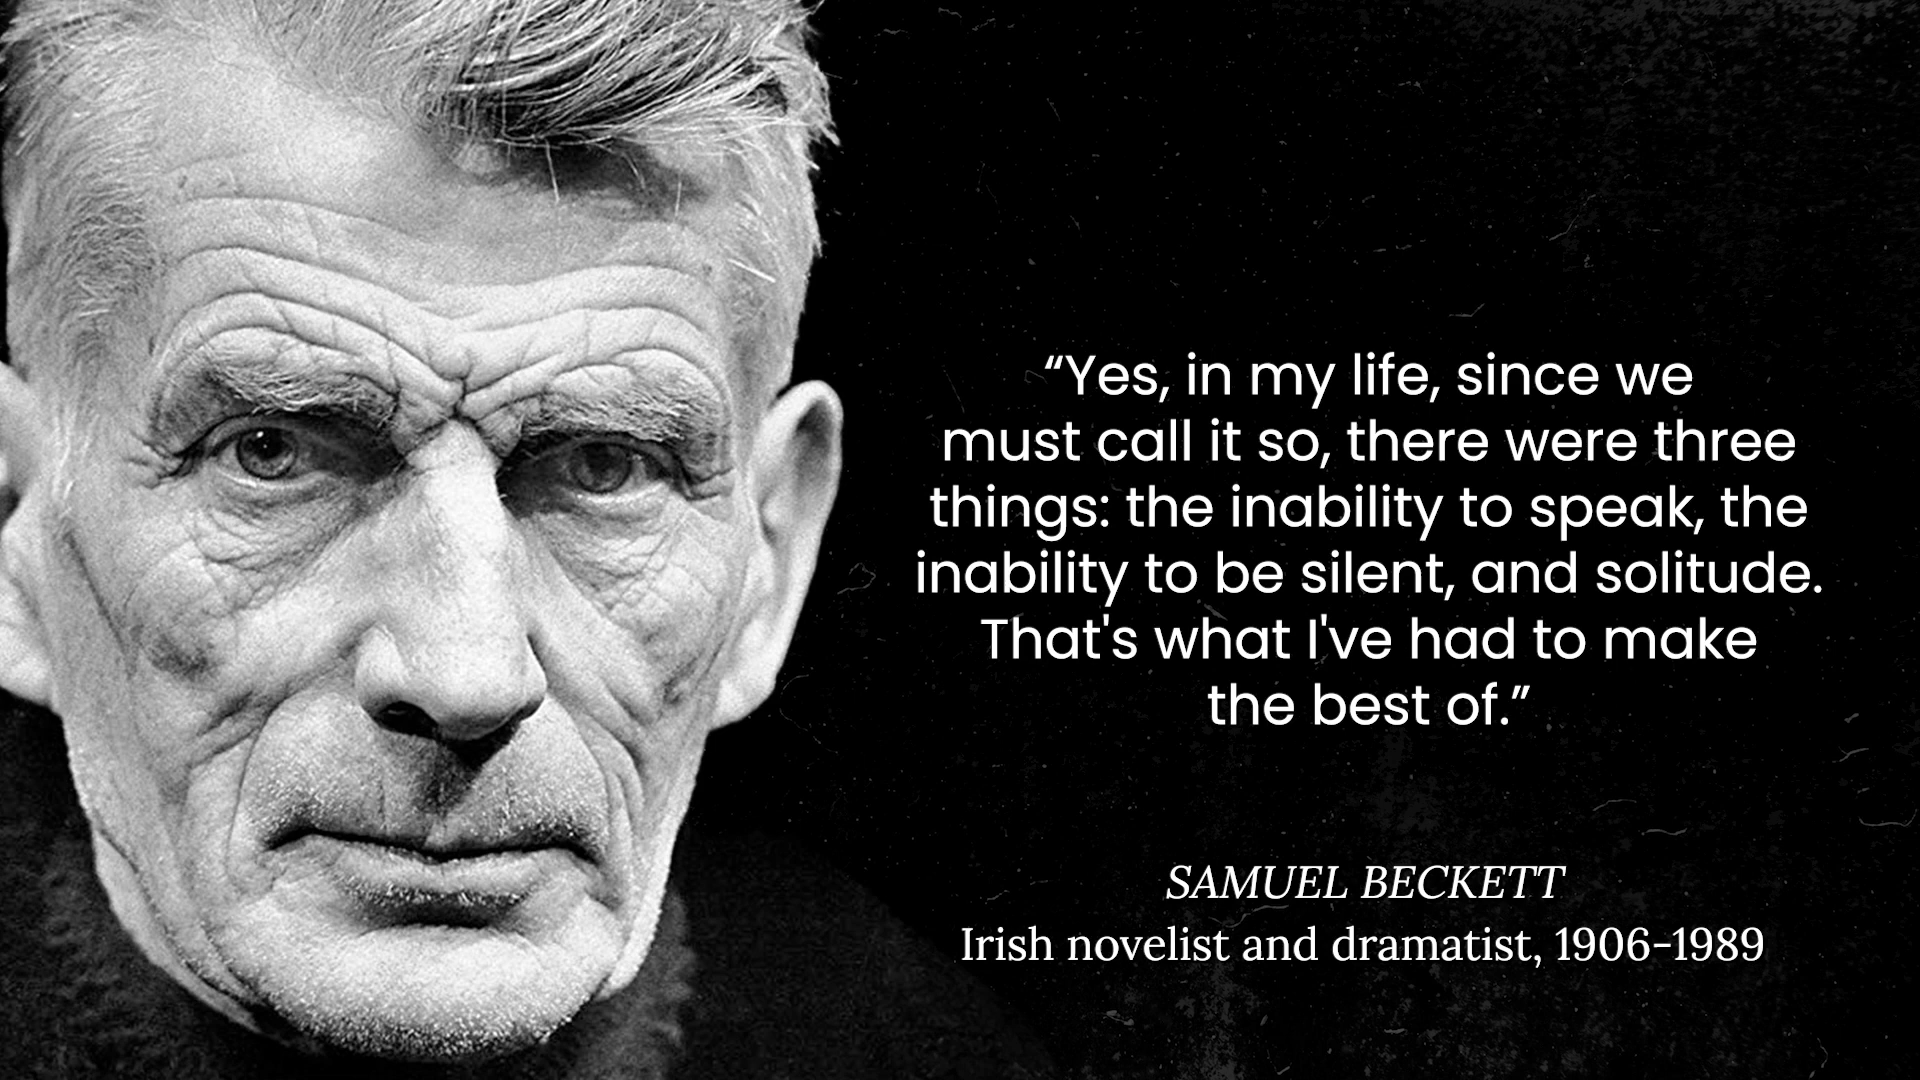 “Yes, in my life, since we
must call it so, there were three
things: the inability to speak, the
inability to be silent, and solitude.
That's what I've had to make
the best of.”
SAMUEL BECKETT
Irish novelist and dramatist, 1906-1989